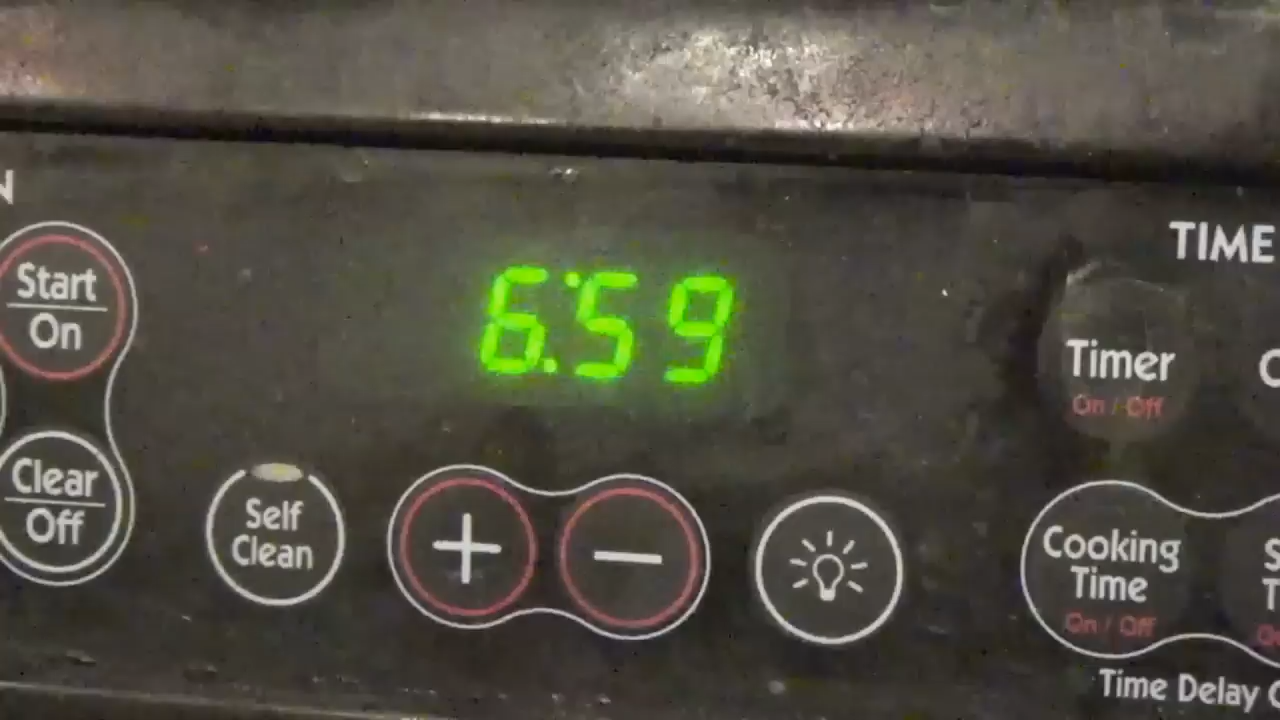 N
Start
On
Clear
Off
Self
Clean
6:59
+
−
TIME
Timer
On / Off
Cooking
Time
On / Off
Time Delay